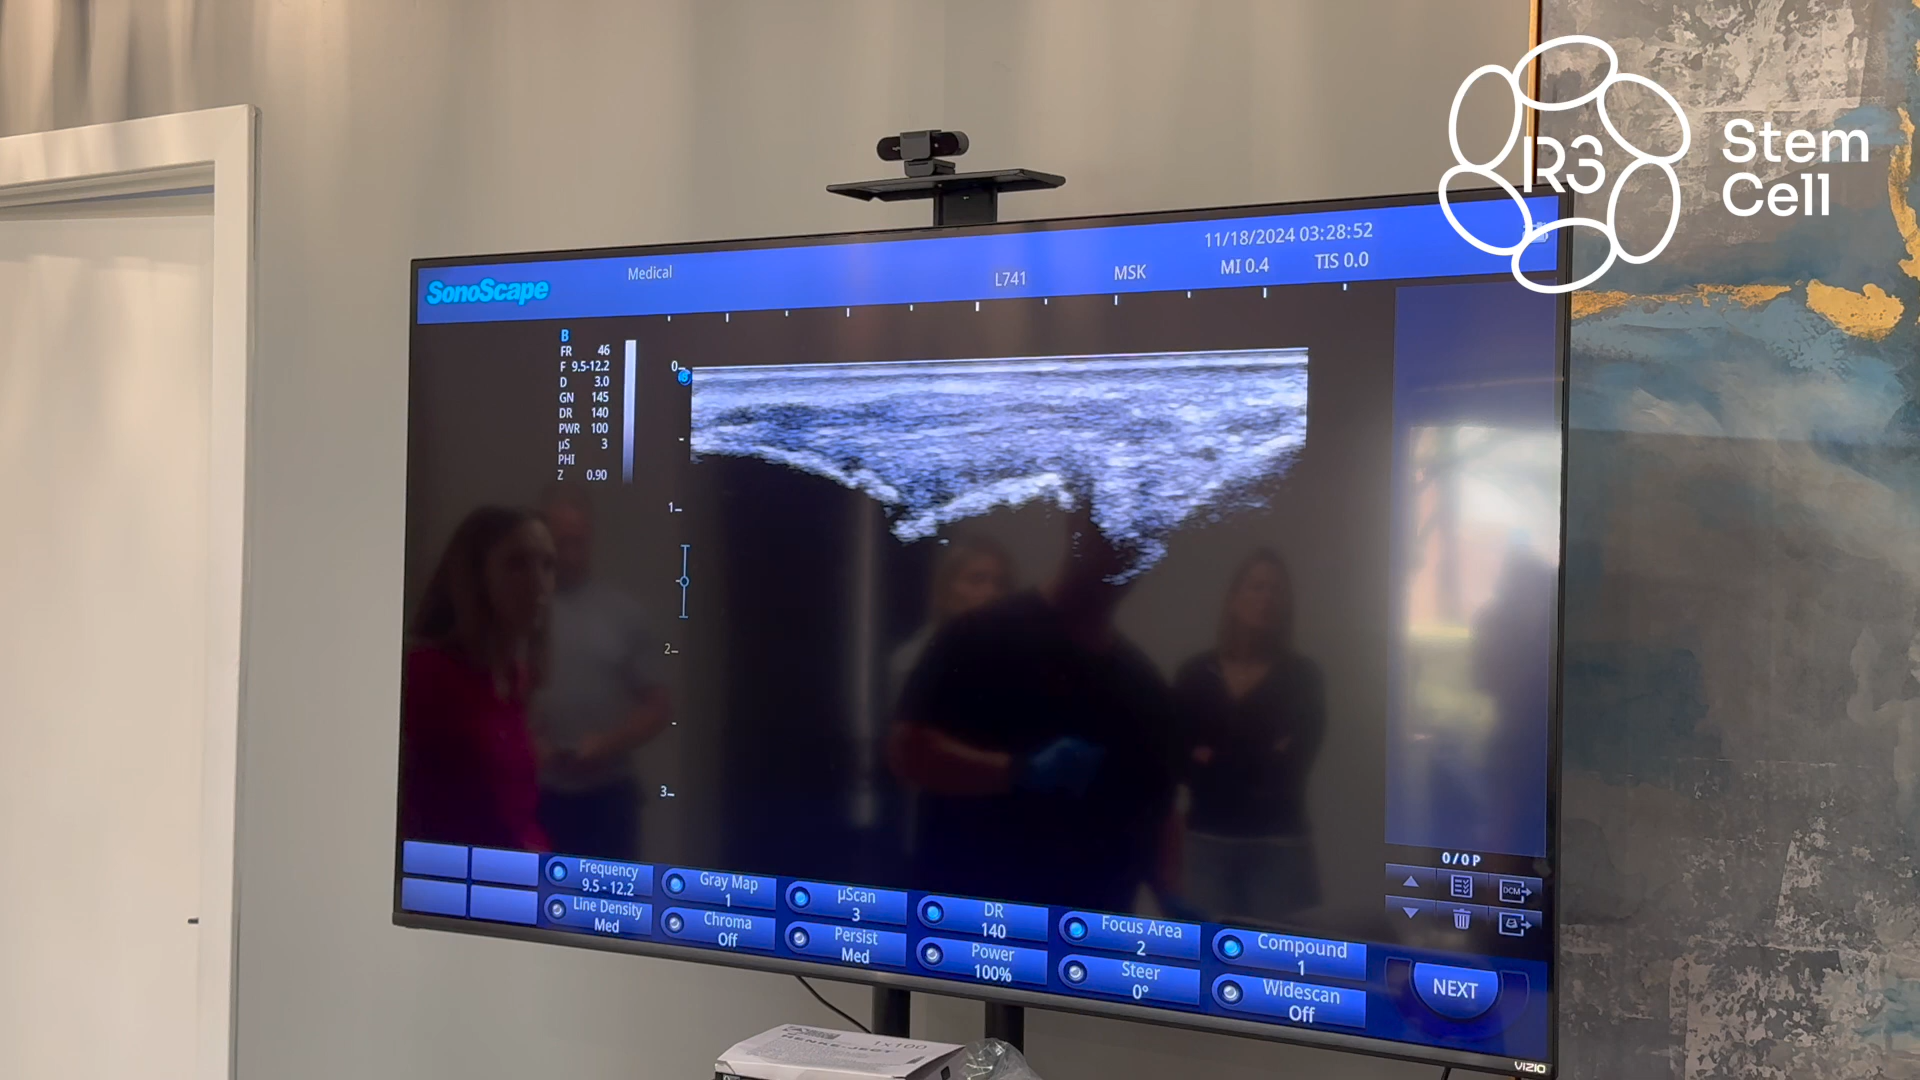 R3 Stem
Cell
SonoScape
Medical
L741
MSK
11/18/2024 03:28:52
MI 0.4
TIS 0.0
B
FR 46
F 9.5-12.2
D 3.0
GN 145
DR 140
PWR 100
μS 3
PHI
Z 0.90
0
1
2
3
0/0P
DCM
Frequency
9.5 - 12.2
Gray Map
1
μScan
3
DR
140
Focus Area
2
Compound
1
Line Density
Med
Chroma
Off
Persist
Med
Power
100%
Steer
0°
Widescan
Off
NEXT
VIZIO
1x100